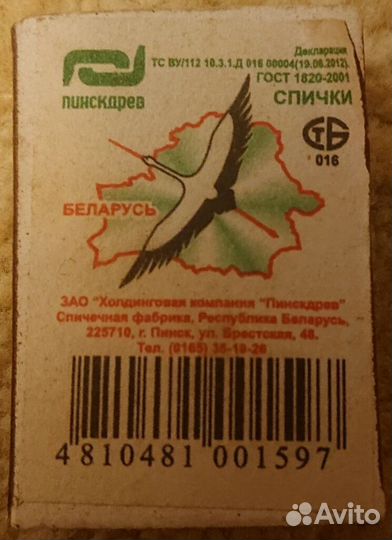 Декларация
ТС BY/112 10.3.1.Д 016 00004(19.06.2012).
ГОСТ 1820-2001
ПИНСКДРЕВ
СПИЧКИ
СТБ
016
БЕЛАРУСЬ
ЗАО "Холдинговая компания "Пинскдрев"
Спичечная фабрика, Республика Беларусь,
225710, г. Пинск, ул. Брестская, 48.
Тел. (0165) 35-19-26
4 810481 001597
Avito